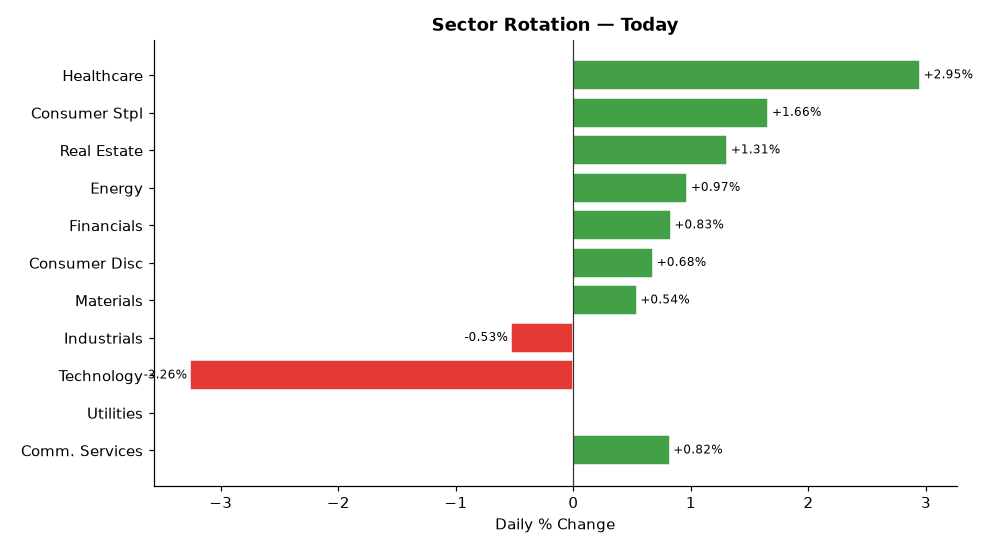 Sector Rotation — Today
Healthcare +2.95%
Consumer Stpl +1.66%
Real Estate +1.31%
Energy +0.97%
Financials +0.83%
Consumer Disc +0.68%
Materials +0.54%
Industrials -0.53%
Technology -3.26%
Utilities
Comm. Services +0.82%
−3 −2 −1 0 1 2 3
Daily % Change